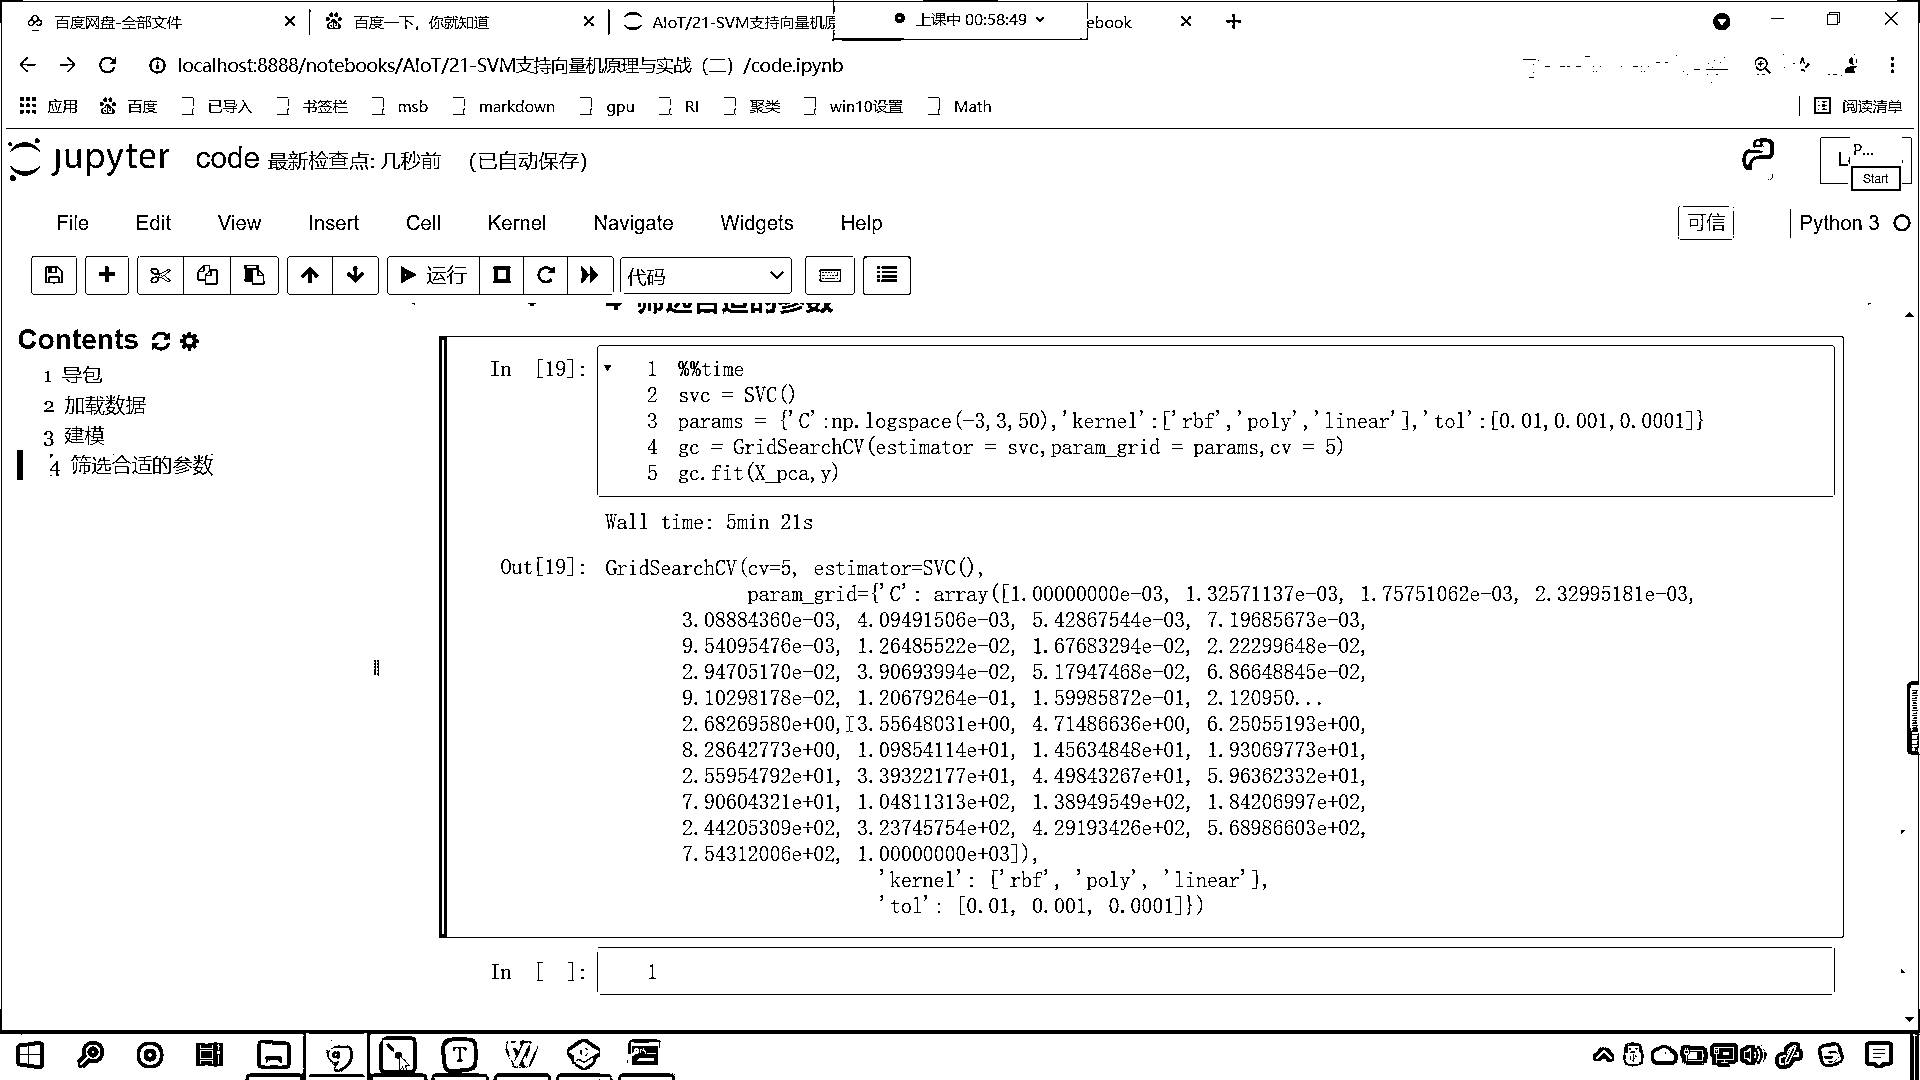 百度网盘-全部文件
百度一下，你就知道
AIoT/21-SVM支持向量机原
上课中 00:58:49
ebook
localhost:8888/notebooks/AIoT/21-SVM支持向量机原理与实战（二）/code.ipynb
应用
百度
已导入
书签栏
msb
markdown
gpu
RI
聚类
win10设置
Math
阅读清单
jupyter
code 最新检查点: 几秒前 (已自动保存)
P...
Start
File Edit View Insert Cell Kernel Navigate Widgets Help
可信
Python 3
运行
代码
4 筛选合适的参数
Contents
1 导包
2 加载数据
3 建模
4 筛选合适的参数
In [19]:
1 %%time
2 svc = SVC()
3 params = {'C':np.logspace(-3,3,50),'kernel':['rbf','poly','linear'],'tol':[0.01,0.001,0.0001]}
4 gc = GridSearchCV(estimator = svc,param_grid = params,cv = 5)
5 gc.fit(X_pca,y)
Wall time: 5min 21s
Out[19]: GridSearchCV(cv=5, estimator=SVC(),
param_grid={'C': array([1.00000000e-03, 1.32571137e-03, 1.75751062e-03, 2.32995181e-03,
3.08884360e-03, 4.09491506e-03, 5.42867544e-03, 7.19685673e-03,
9.54095476e-03, 1.26485522e-02, 1.67683294e-02, 2.22299648e-02,
2.94705170e-02, 3.90693994e-02, 5.17947468e-02, 6.86648845e-02,
9.10298178e-02, 1.20679264e-01, 1.59985872e-01, 2.120950...
2.68269580e+00, 3.55648031e+00, 4.71486636e+00, 6.25055193e+00,
8.28642773e+00, 1.09854114e+01, 1.45634848e+01, 1.93069773e+01,
2.55954792e+01, 3.39322177e+01, 4.49843267e+01, 5.96362332e+01,
7.90604321e+01, 1.04811313e+02, 1.38949549e+02, 1.84206997e+02,
2.44205309e+02, 3.23745754e+02, 4.29193426e+02, 5.68986603e+02,
7.54312006e+02, 1.00000000e+03]),
'kernel': ['rbf', 'poly', 'linear'],
'tol': [0.01, 0.001, 0.0001]})
In [ ]:
1